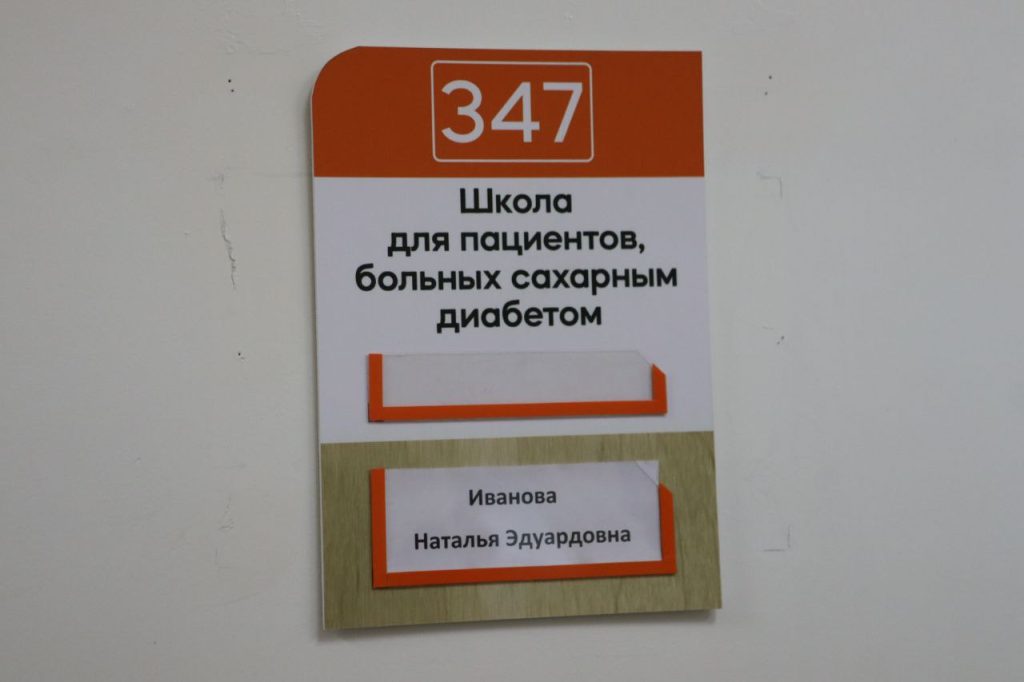 347
Школа
для пациентов,
больных сахарным
диабетом
Иванова
Наталья Эдуардовна